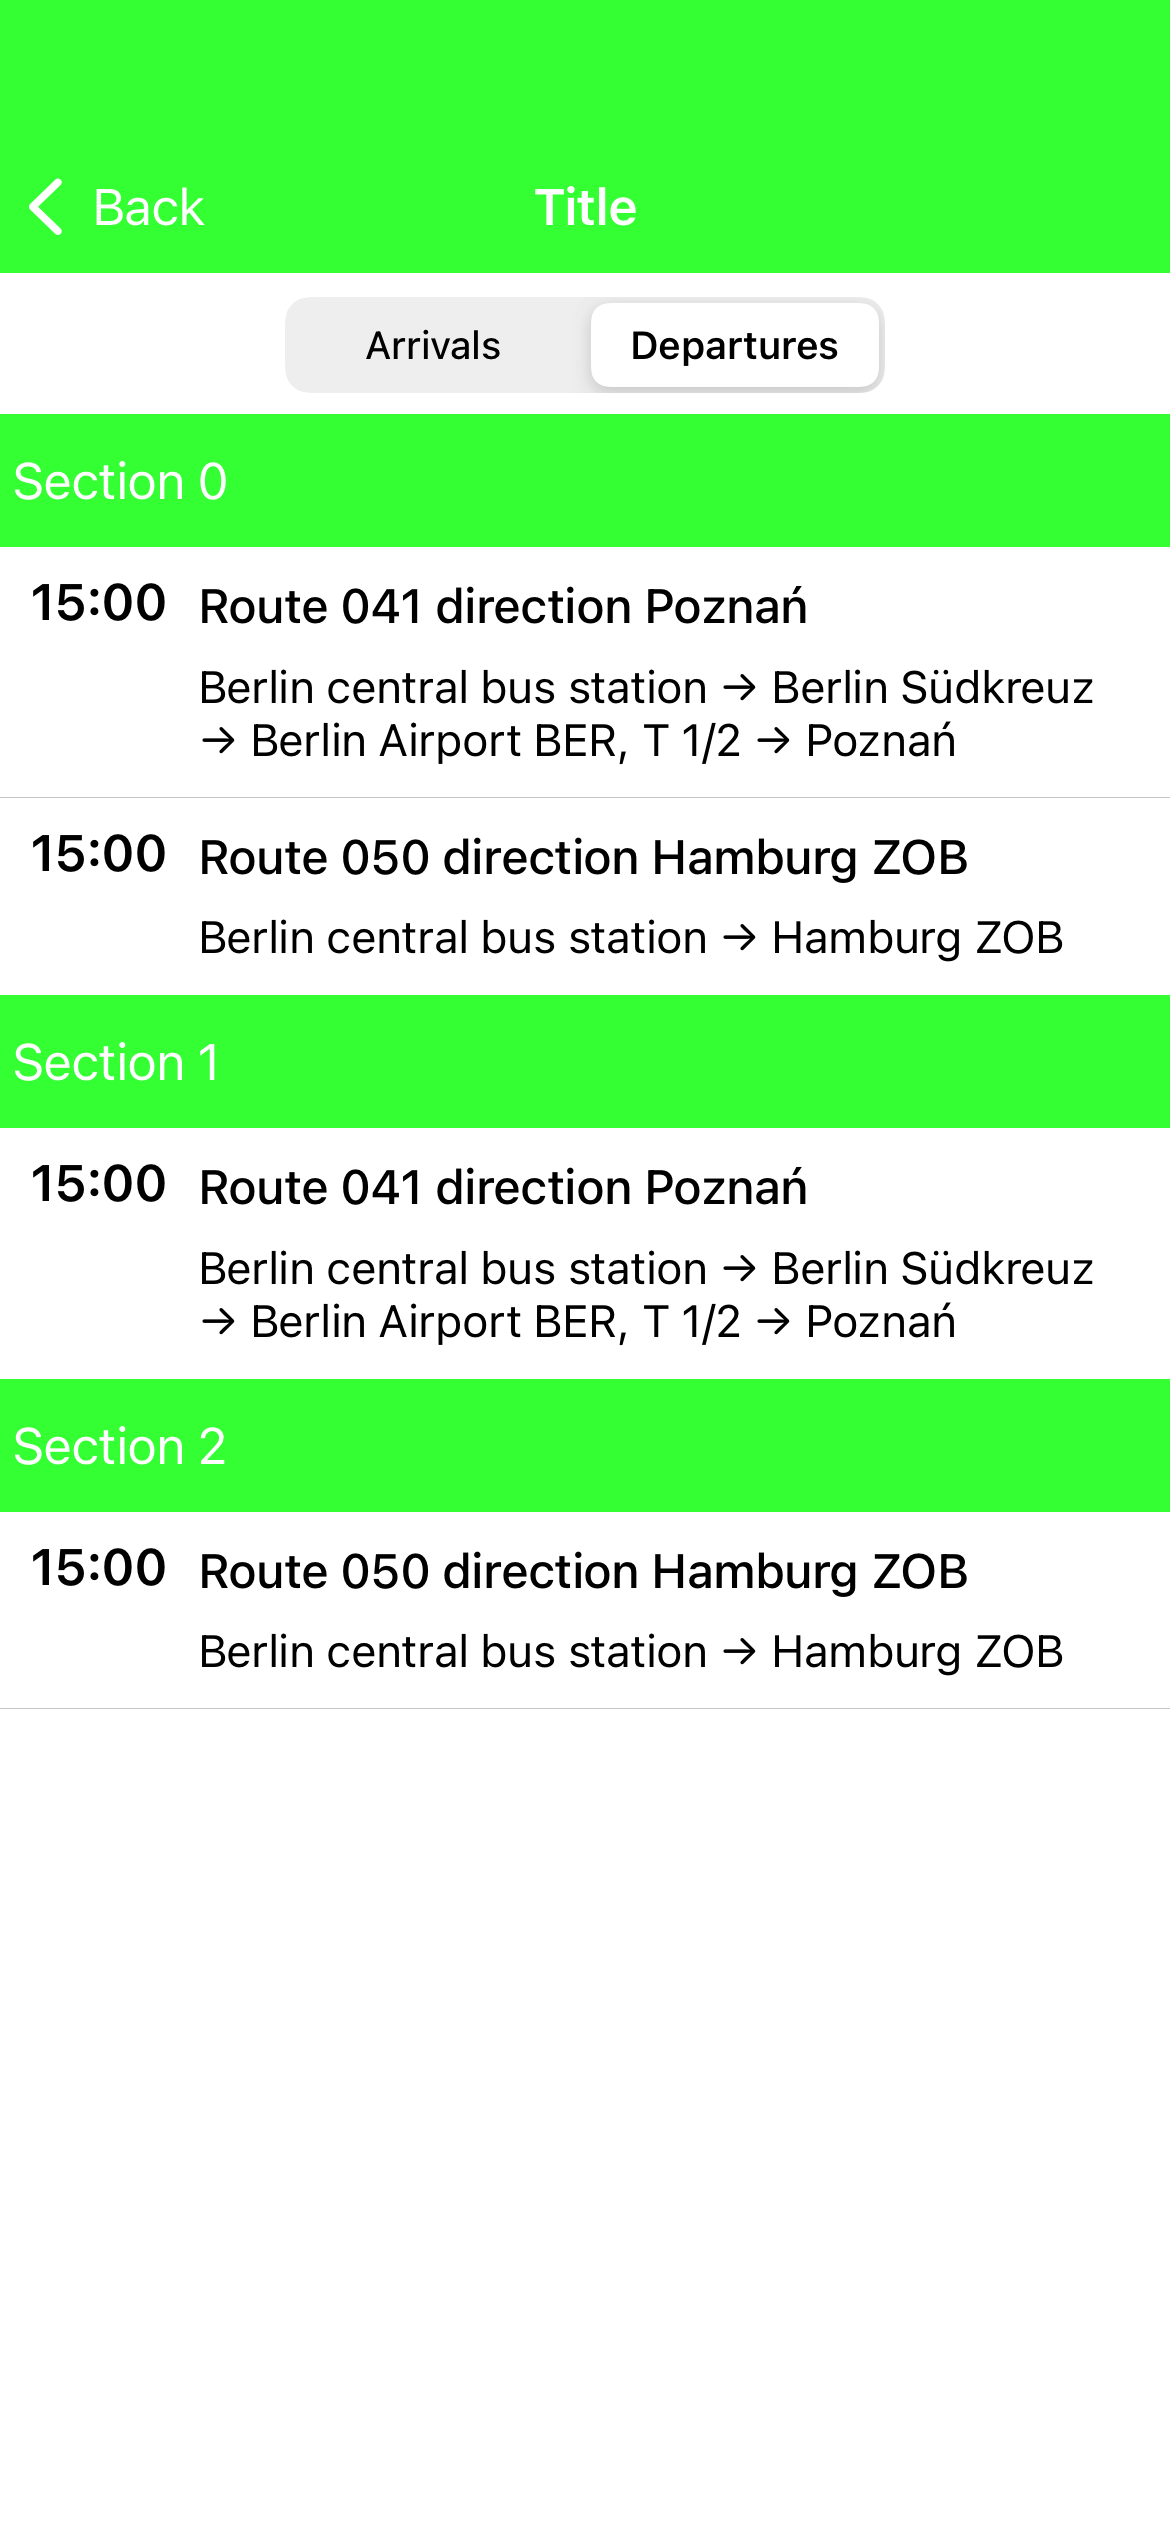 Back
Title
Arrivals
Departures
Section 0
15:00
Route 041 direction Poznań
Berlin central bus station → Berlin Südkreuz
→ Berlin Airport BER, T 1/2 → Poznań
15:00
Route 050 direction Hamburg ZOB
Berlin central bus station → Hamburg ZOB
Section 1
15:00
Route 041 direction Poznań
Berlin central bus station → Berlin Südkreuz
→ Berlin Airport BER, T 1/2 → Poznań
Section 2
15:00
Route 050 direction Hamburg ZOB
Berlin central bus station → Hamburg ZOB